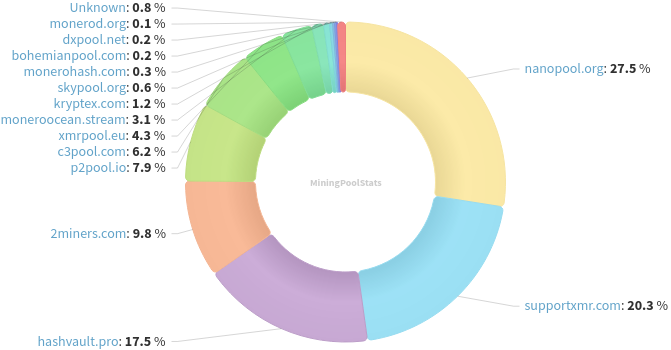 Unknown: 0.8 %
monerod.org: 0.1 %
dxpool.net: 0.2 %
bohemianpool.com: 0.2 %
monerohash.com: 0.3 %
skypool.org: 0.6 %
kryptex.com: 1.2 %
moneroocean.stream: 3.1 %
xmrpool.eu: 4.3 %
c3pool.com: 6.2 %
p2pool.io: 7.9 %
2miners.com: 9.8 %
hashvault.pro: 17.5 %
MiningPoolStats
nanopool.org: 27.5 %
supportxmr.com: 20.3 %